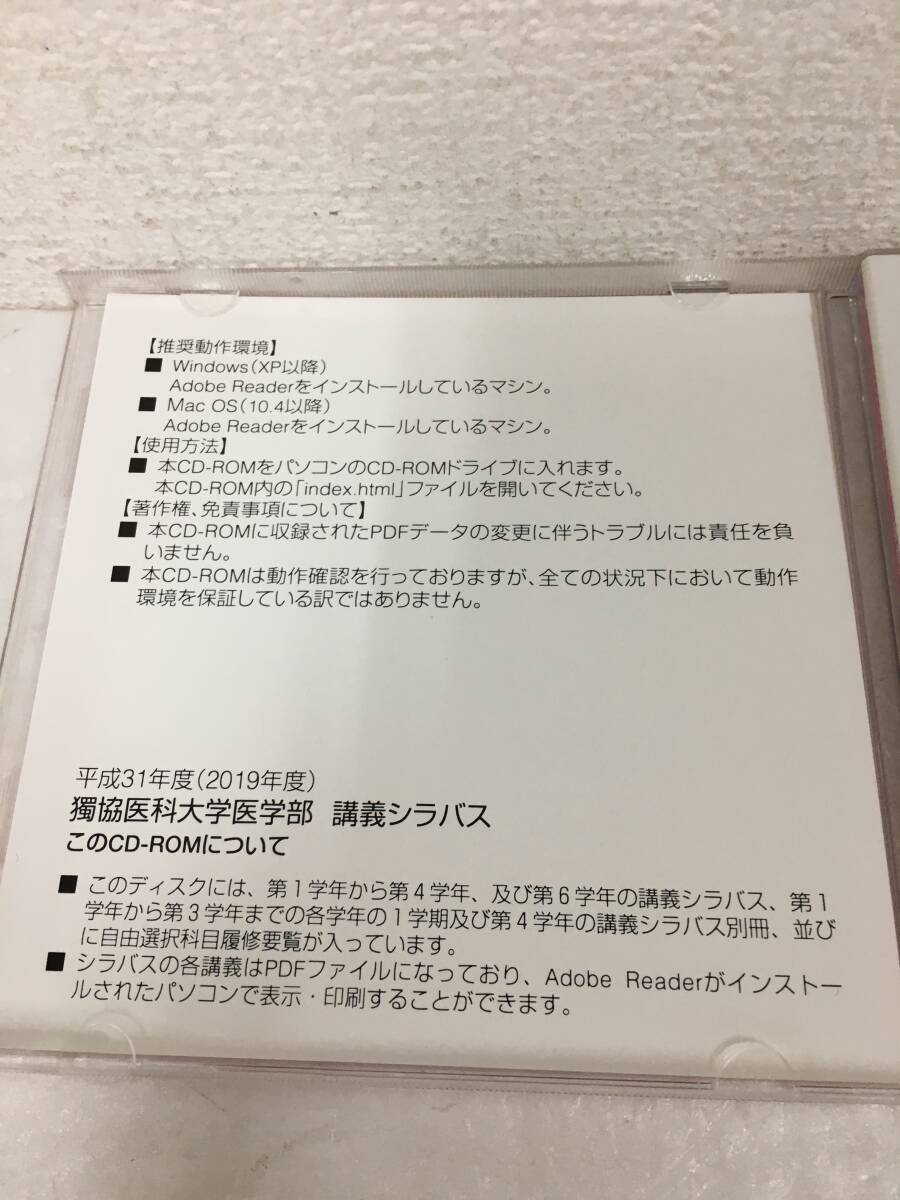 【推奨動作環境】
■ Windows(XP以降)
Adobe Readerをインストールしているマシン。
■ Mac OS(10.4以降)
Adobe Readerをインストールしているマシン。
【使用方法】
■ 本CD-ROMをパソコンのCD-ROMドライブに入れます。
本CD-ROM内の「index.html」ファイルを開いてください。
【著作権、免責事項について】
■ 本CD-ROMに収録されたPDFデータの変更に伴うトラブルには責任を負
いません。
■ 本CD-ROMは動作確認を行っておりますが、全ての状況下において動作
環境を保証している訳ではありません。
平成31年度(2019年度)
獨協医科大学医学部 講義シラバス
このCD-ROMについて
■ このディスクには、第1学年から第4学年、及び第6学年の講義シラバス、第1
学年から第3学年までの各学年の1学期及び第4学年の講義シラバス別冊、並び
に自由選択科目履修要覧が入っています。
■ シラバスの各講義はPDFファイルになっており、Adobe Readerがインストー
ルされたパソコンで表示・印刷することができます。